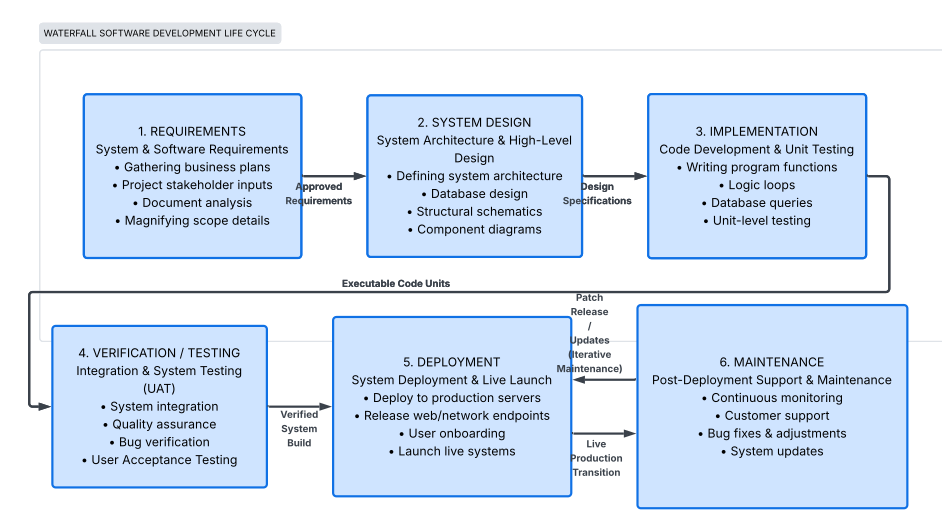 WATERFALL SOFTWARE DEVELOPMENT LIFE CYCLE
1. REQUIREMENTS
System & Software Requirements
• Gathering business plans
• Project stakeholder inputs
• Document analysis
• Magnifying scope details
Approved
Requirements
2. SYSTEM DESIGN
System Architecture & High-Level
Design
• Defining system architecture
• Database design
• Structural schematics
• Component diagrams
Design
Specifications
3. IMPLEMENTATION
Code Development & Unit Testing
• Writing program functions
• Logic loops
• Database queries
• Unit-level testing
Executable Code Units
4. VERIFICATION / TESTING
Integration & System Testing
(UAT)
• System integration
• Quality assurance
• Bug verification
• User Acceptance Testing
Verified
System
Build
5. DEPLOYMENT
System Deployment & Live Launch
• Deploy to production servers
• Release web/network endpoints
• User onboarding
• Launch live systems
Patch
Release
/
Updates
(Iterative
Maintenance)
Live
Production
Transition
6. MAINTENANCE
Post-Deployment Support & Maintenance
• Continuous monitoring
• Customer support
• Bug fixes & adjustments
• System updates